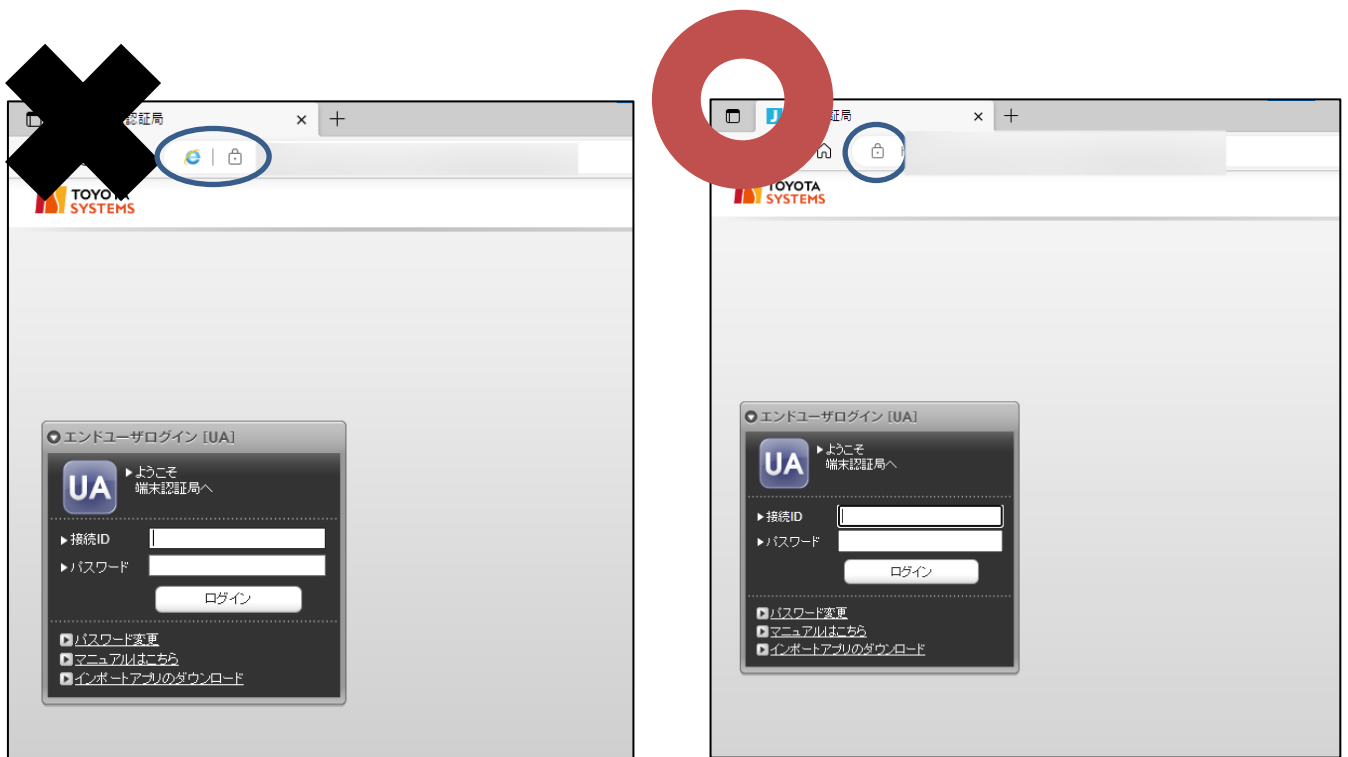 認証局
TOYOTA
SYSTEMS
エンドユーザログイン [UA]
UA
ようこそ
端末認証局へ
接続ID
パスワード
ログイン
パスワード変更
マニュアルはこちら
インポートアプリのダウンロード
J
証局
TOYOTA
SYSTEMS
エンドユーザログイン [UA]
UA
ようこそ
端末認証局へ
接続ID
パスワード
ログイン
パスワード変更
マニュアルはこちら
インポートアプリのダウンロード